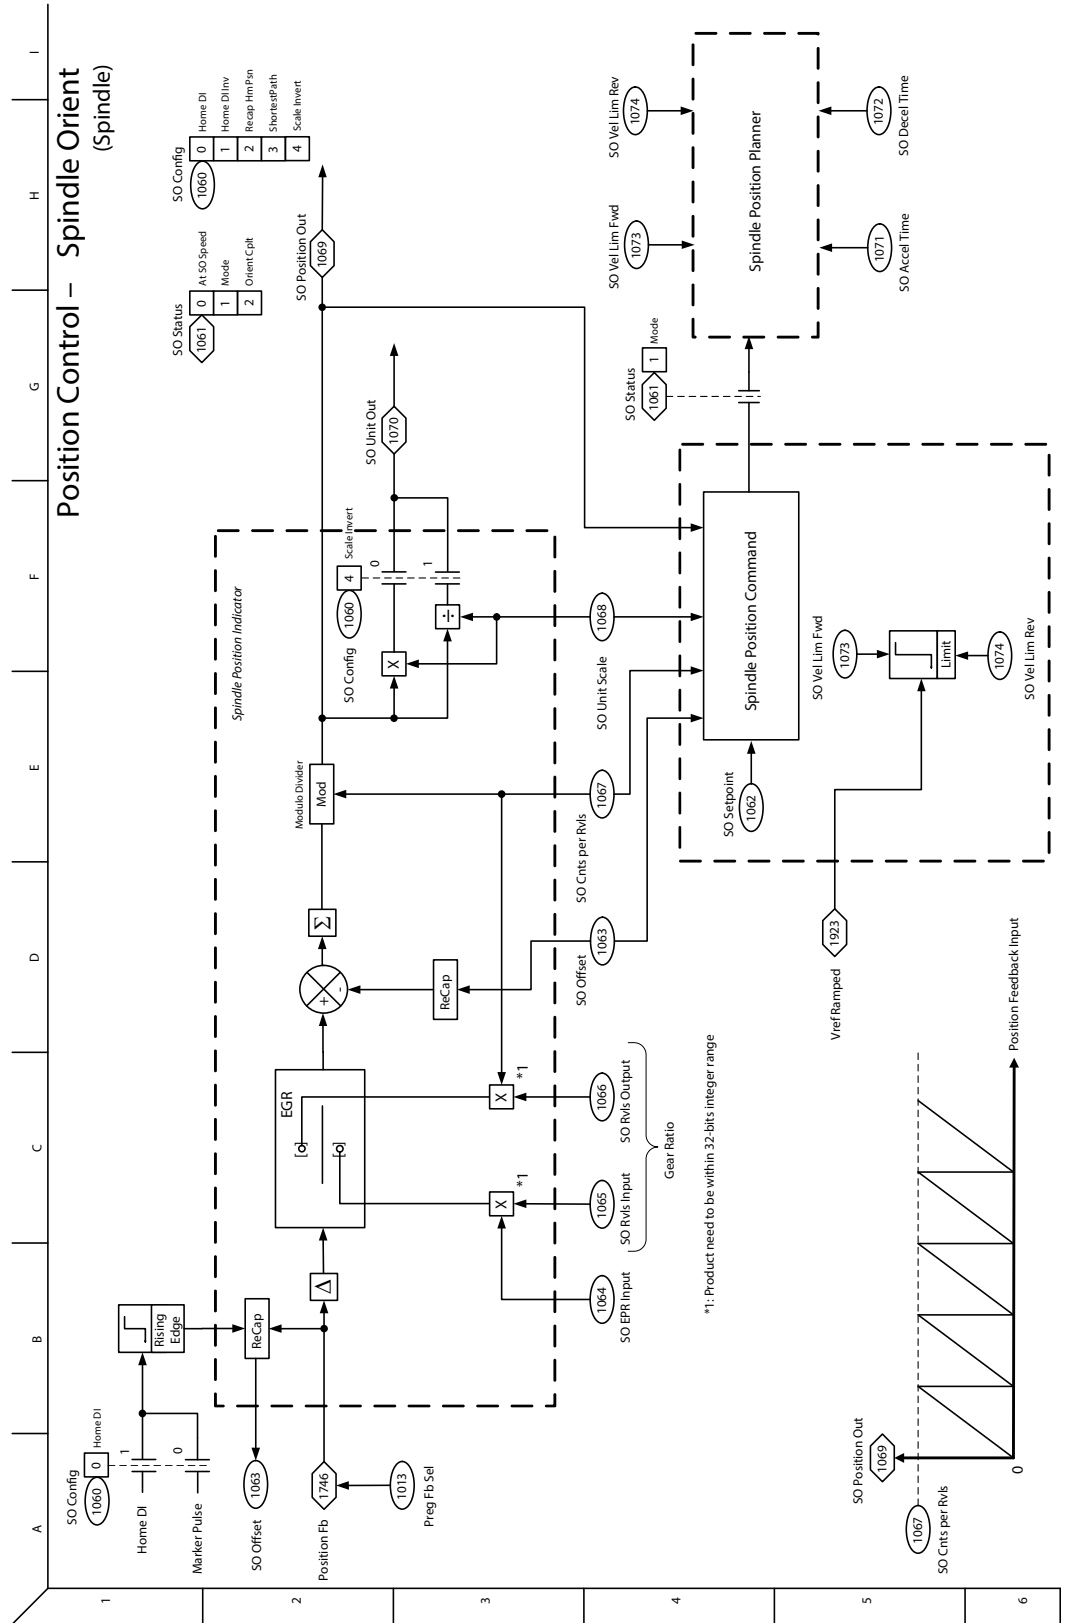 Position Control – Spindle Orient
(Spindle)
A
B
C
D
E
F
G
H
I
1
2
3
4
5
6
SO Config
1060
0
Home DI
Home DI
1
Marker Pulse
0
Rising
Edge
SO Status
1061
0
At SO Speed
1
Mode
2
Orient Cplt
SO Config
1060
0
Home DI
1
Home DI Inv
2
Recap Hm Psn
3
ShortestPath
4
Scale Invert
Spindle Position Indicator
SO Offset
1063
ReCap
Position Fb
1746
1013
Preg Fb Sel
Δ
EGR
[o]
[o]
+
-
Σ
Modulo Divider
Mod
SO Position Out
1069
ReCap
SO Config
1060
4
Scale Invert
X
0
÷
1
SO Unit Out
1070
X
*1
X
*1
SO EPR Input
1064
SO Rvls Input
1065
SO Rvls Output
1066
Gear Ratio
SO Offset
1063
SO Cnts per Rvls
1067
SO Unit Scale
1068
*1: Product need to be within 32-bits integer range
SO Setpoint
1062
Spindle Position Command
SO Status
1061
1
Mode
SO Vel Lim Fwd
1073
SO Vel Lim Rev
1074
Spindle Position Planner
1071
SO Accel Time
1072
SO Decel Time
Vref Ramped
1923
SO Vel Lim Fwd
1073
Limit
1074
SO Vel Lim Rev
SO Position Out
1069
1067
SO Cnts per Rvls
0
Position Feedback Input